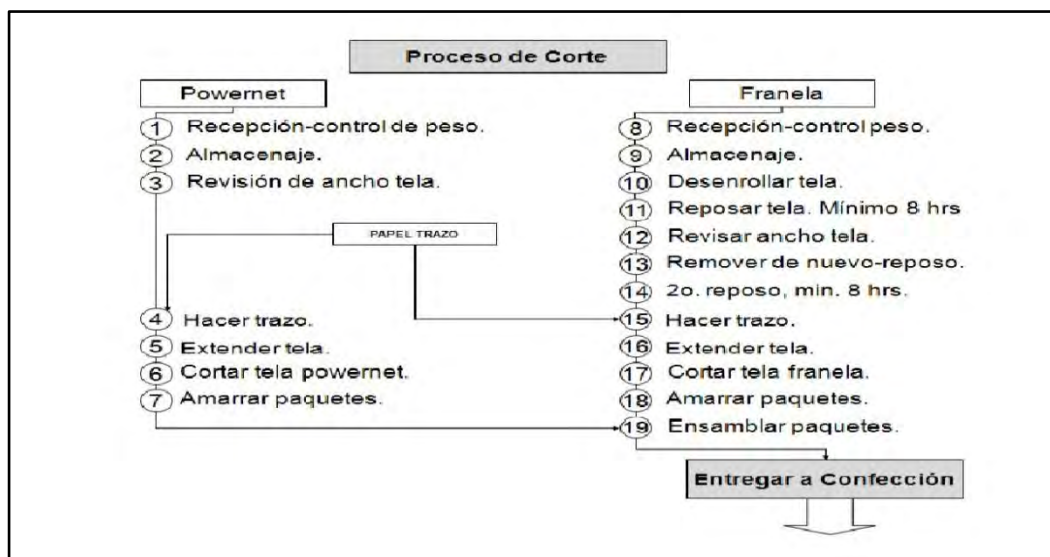 Proceso de Corte
Powernet
1 Recepción-control de peso.
2 Almacenaje.
3 Revisión de ancho tela.
PAPEL TRAZO
4 Hacer trazo.
5 Extender tela.
6 Cortar tela powernet.
7 Amarrar paquetes.
Franela
8 Recepción-control peso.
9 Almacenaje.
10 Desenrollar tela.
11 Reposar tela. Mínimo 8 hrs
12 Revisar ancho tela.
13 Remover de nuevo-reposo.
14 2o. reposo, min. 8 hrs.
15 Hacer trazo.
16 Extender tela.
17 Cortar tela franela.
18 Amarrar paquetes.
19 Ensamblar paquetes.
Entregar a Confección